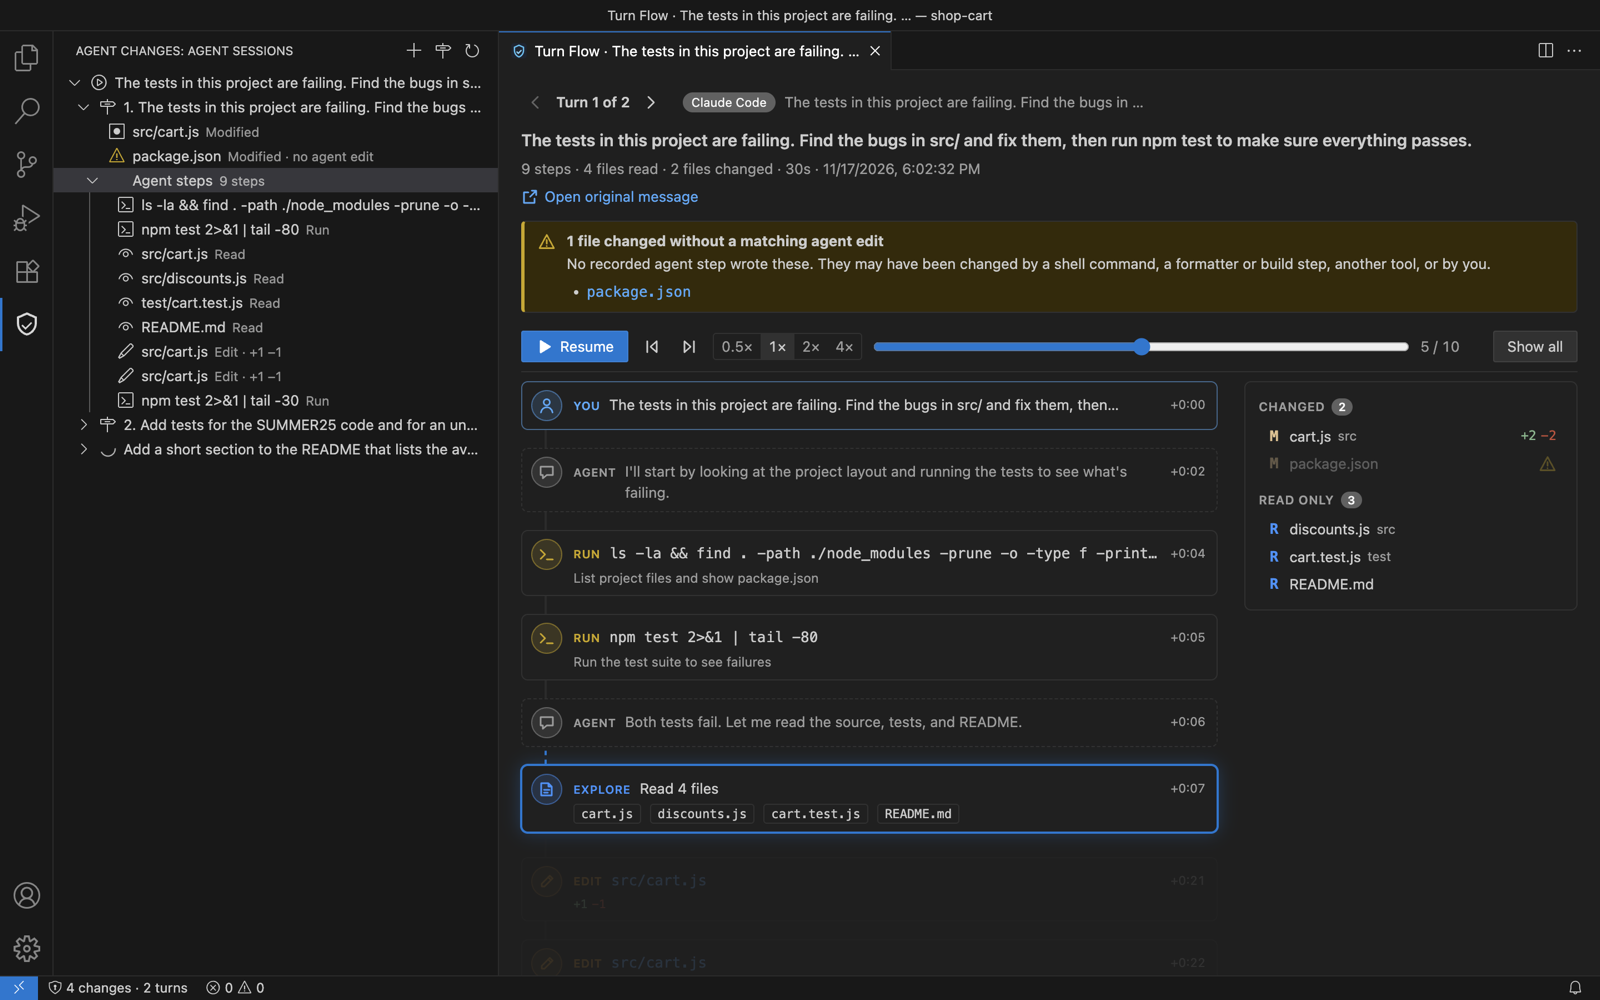 Turn Flow · The tests in this project are failing. ... — shop-cart
AGENT CHANGES: AGENT SESSIONS
The tests in this project are failing. Find the bugs in s...
1. The tests in this project are failing. Find the bugs ...
src/cart.js Modified
package.json Modified · no agent edit
Agent steps 9 steps
ls -la && find . -path ./node_modules -prune -o -...
npm test 2>&1 | tail -80 Run
src/cart.js Read
src/discounts.js Read
test/cart.test.js Read
README.md Read
src/cart.js Edit · +1 −1
src/cart.js Edit · +1 −1
npm test 2>&1 | tail -30 Run
2. Add tests for the SUMMER25 code and for an un...
Add a short section to the README that lists the av...
Turn Flow · The tests in this project are failing. ...
Turn 1 of 2 Claude Code The tests in this project are failing. Find the bugs in ...
The tests in this project are failing. Find the bugs in src/ and fix them, then run npm test to make sure everything passes.
9 steps · 4 files read · 2 files changed · 30s · 11/17/2026, 6:02:32 PM
Open original message
1 file changed without a matching agent edit
No recorded agent step wrote these. They may have been changed by a shell command, a formatter or build step, another tool, or by you.
• package.json
Resume 0.5× 1× 2× 4× 5 / 10 Show all
YOU The tests in this project are failing. Find the bugs in src/ and fix them, then... +0:00
AGENT I'll start by looking at the project layout and running the tests to see what's failing. +0:02
RUN ls -la && find . -path ./node_modules -prune -o -type f -print… +0:04
List project files and show package.json
RUN npm test 2>&1 | tail -80 +0:05
Run the test suite to see failures
AGENT Both tests fail. Let me read the source, tests, and README. +0:06
EXPLORE Read 4 files +0:07
cart.js discounts.js cart.test.js README.md
EDIT src/cart.js +0:21
+1 −1
EDIT src/cart.js +0:22
CHANGED 2
M cart.js src +2 −2
M package.json
READ ONLY 3
R discounts.js src
R cart.test.js test
R README.md
4 changes · 2 turns 0 0